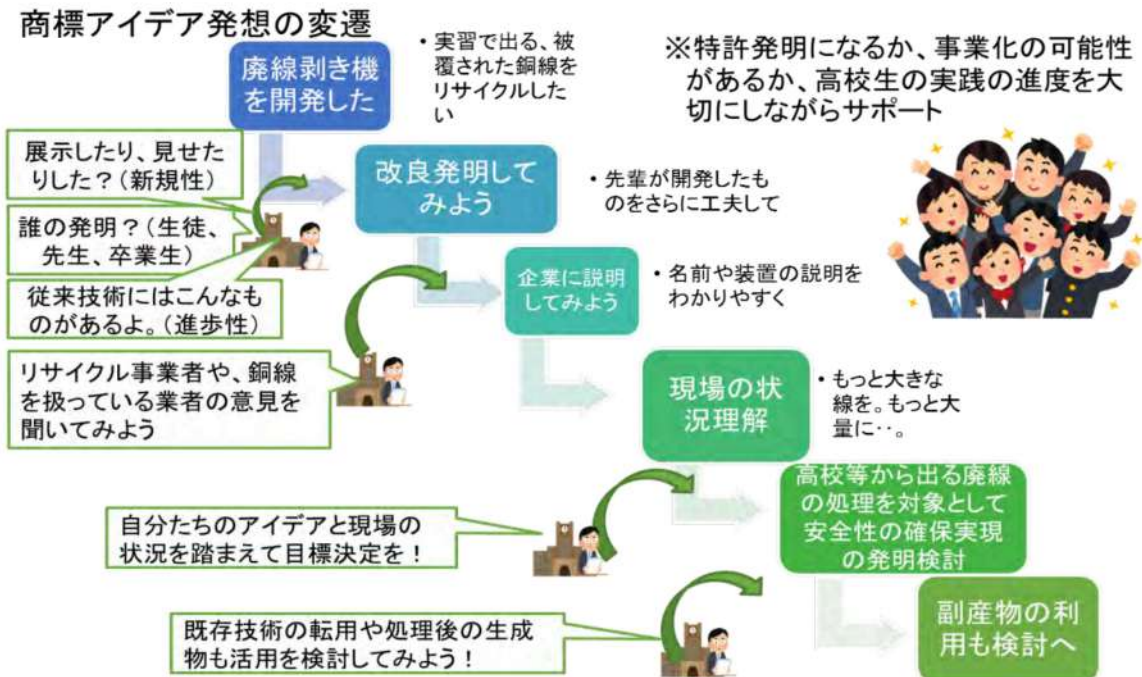 商標アイデア発想の変遷
廃線剥き機
を開発した
• 実習で出る、被
覆された銅線を
リサイクルした
い
※特許発明になるか、事業化の可能性
があるか、高校生の実践の進度を大
切にしながらサポート
展示したり、見せた
りした？(新規性)
誰の発明？(生徒、
先生、卒業生)
従来技術にはこんなも
のがあるよ。(進歩性)
改良発明して
みよう
• 先輩が開発したも
のをさらに工夫して
企業に説明
してみよう
• 名前や装置の説明を
わかりやすく
リサイクル事業者や、銅線
を扱っている業者の意見を
聞いてみよう
現場の状
況理解
• もっと大きな
線を。もっと大
量に‥。
自分たちのアイデアと現場の
状況を踏まえて目標決定を！
高校等から出る廃線
の処理を対象として
安全性の確保実現
の発明検討
既存技術の転用や処理後の生成
物も活用を検討してみよう！
副産物の利
用も検討へ